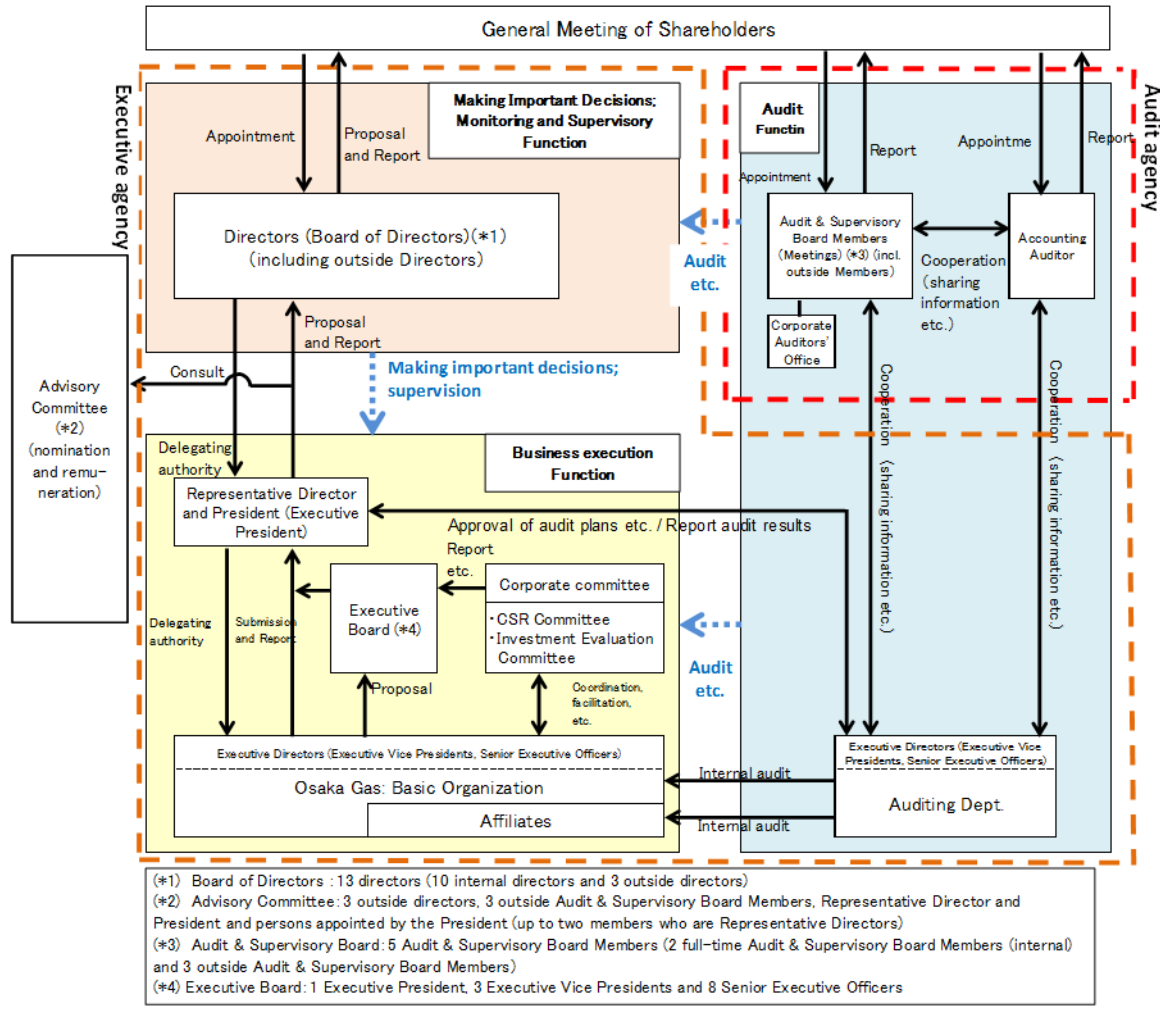 General Meeting of Shareholders
Executive agency
Making Important Decisions;
Monitoring and Supervisory
Function
Audit
Functin
Audit agency
Appointment
Proposal
and Report
Appointment
Report
Appointme
Report
Directors (Board of Directors)(*1)
(including outside Directors)
Audit
etc.
Audit & Supervisory
Board Members
(Meetings) (*3) (incl.
outside Members)
Cooperation
(sharing
information
etc.)
Accounting
Auditor
Corporate
Auditors'
Office
Proposal
and Report
Consult
Making important decisions;
supervision
Advisory
Committee
(*2)
(nomination
and remu-
neration)
Delegating
authority
Business execution
Function
Cooperation (sharing information etc.)
Cooperation (sharing information etc.)
Representative Director
and President (Executive
President)
Approval of audit plans etc. / Report audit results
Report
etc.
Corporate committee
・CSR Committee
・Investment Evaluation
Committee
Executive
Board (*4)
Delegating
authority
Submission
and Report
Audit
etc.
Proposal
Coordination,
facilitation,
etc.
Executive Directors (Executive Vice Presidents, Senior Executive Officers)
Osaka Gas: Basic Organization
Affiliates
Internal audit
Internal audit
Executive Directors (Executive Vice
Presidents, Senior Executive Officers)
Auditing Dept.
(*1) Board of Directors : 13 directors (10 internal directors and 3 outside directors)
(*2) Advisory Committee: 3 outside directors, 3 outside Audit & Supervisory Board Members, Representative Director and
President and persons appointed by the President (up to two members who are Representative Directors)
(*3) Audit & Supervisory Board: 5 Audit & Supervisory Board Members (2 full-time Audit & Supervisory Board Members (internal)
and 3 outside Audit & Supervisory Board Members)
(*4) Executive Board: 1 Executive President, 3 Executive Vice Presidents and 8 Senior Executive Officers